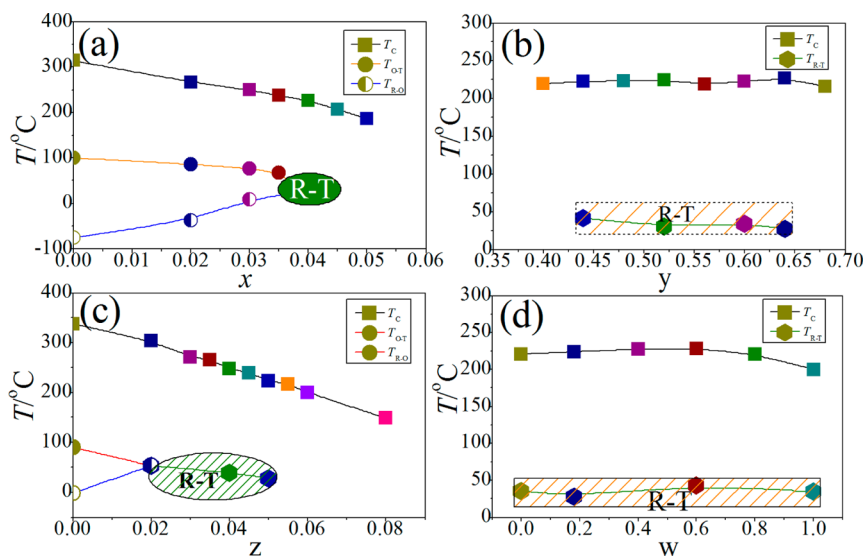 (a)
T_C
T_O-T
T_R-O
400
300
200
100
0
-100
T/°C
R-T
0.00 0.01 0.02 0.03 0.04 0.05 0.06
x
(b)
T_C
T_R-T
300
250
200
150
100
50
0
T/°C
R-T
0.35 0.40 0.45 0.50 0.55 0.60 0.65 0.70
y
(c)
T_C
T_O-T
T_R-O
400
300
200
100
0
T/°C
R-T
0.00 0.02 0.04 0.06 0.08
z
(d)
T_C
T_R-T
300
250
200
150
100
50
0
T/°C
R-T
0.0 0.2 0.4 0.6 0.8 1.0
w